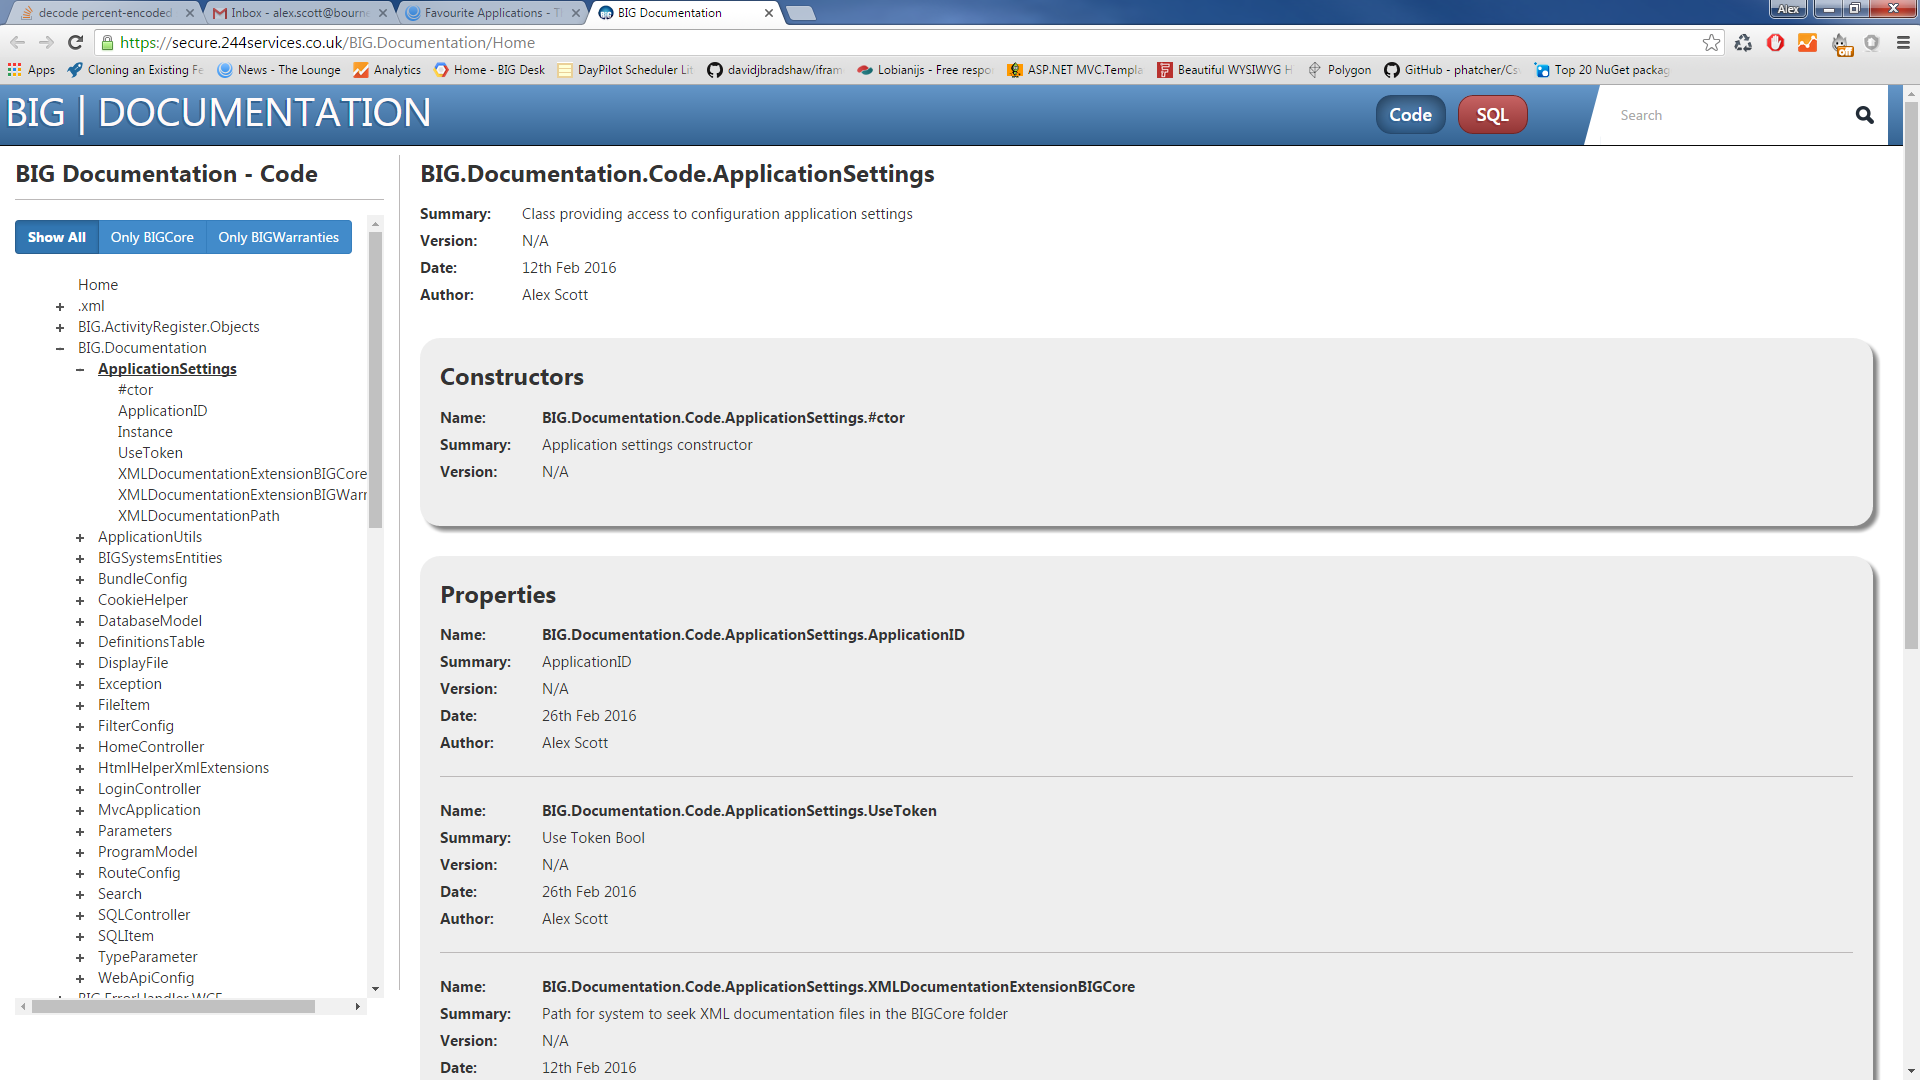 decode percent-encoded
Inbox - alex.scott@bourne
Favourite Applications - T
BIG Documentation
Alex
https://secure.244services.co.uk/BIG.Documentation/Home
Apps
Cloning an Existing Fe
News - The Lounge
Analytics
Home - BIG Desk
DayPilot Scheduler Lit
davidjbradshaw/ifram
Lobianijs - Free respo
ASP.NET MVC.Templa
Beautiful WYSIWYG H
Polygon
GitHub - phatcher/Cs
Top 20 NuGet packag
BIG | DOCUMENTATION
Code
SQL
Search
BIG Documentation - Code
Show All
Only BIGCore
Only BIGWarranties
Home
+ .xml
+ BIG.ActivityRegister.Objects
− BIG.Documentation
− ApplicationSettings
#ctor
ApplicationID
Instance
UseToken
XMLDocumentationExtensionBIGCore
XMLDocumentationExtensionBIGWarr
XMLDocumentationPath
+ ApplicationUtils
+ BIGSystemsEntities
+ BundleConfig
+ CookieHelper
+ DatabaseModel
+ DefinitionsTable
+ DisplayFile
+ Exception
+ FileItem
+ FilterConfig
+ HomeController
+ HtmlHelperXmlExtensions
+ LoginController
+ MvcApplication
+ Parameters
+ ProgramModel
+ RouteConfig
+ Search
+ SQLController
+ SQLItem
+ TypeParameter
+ WebApiConfig
BIG.ErrorHandler.WCF
BIG.Documentation.Code.ApplicationSettings
Summary: Class providing access to configuration application settings
Version: N/A
Date: 12th Feb 2016
Author: Alex Scott
Constructors
Name: BIG.Documentation.Code.ApplicationSettings.#ctor
Summary: Application settings constructor
Version: N/A
Properties
Name: BIG.Documentation.Code.ApplicationSettings.ApplicationID
Summary: ApplicationID
Version: N/A
Date: 26th Feb 2016
Author: Alex Scott
Name: BIG.Documentation.Code.ApplicationSettings.UseToken
Summary: Use Token Bool
Version: N/A
Date: 26th Feb 2016
Author: Alex Scott
Name: BIG.Documentation.Code.ApplicationSettings.XMLDocumentationExtensionBIGCore
Summary: Path for system to seek XML documentation files in the BIGCore folder
Version: N/A
Date: 12th Feb 2016